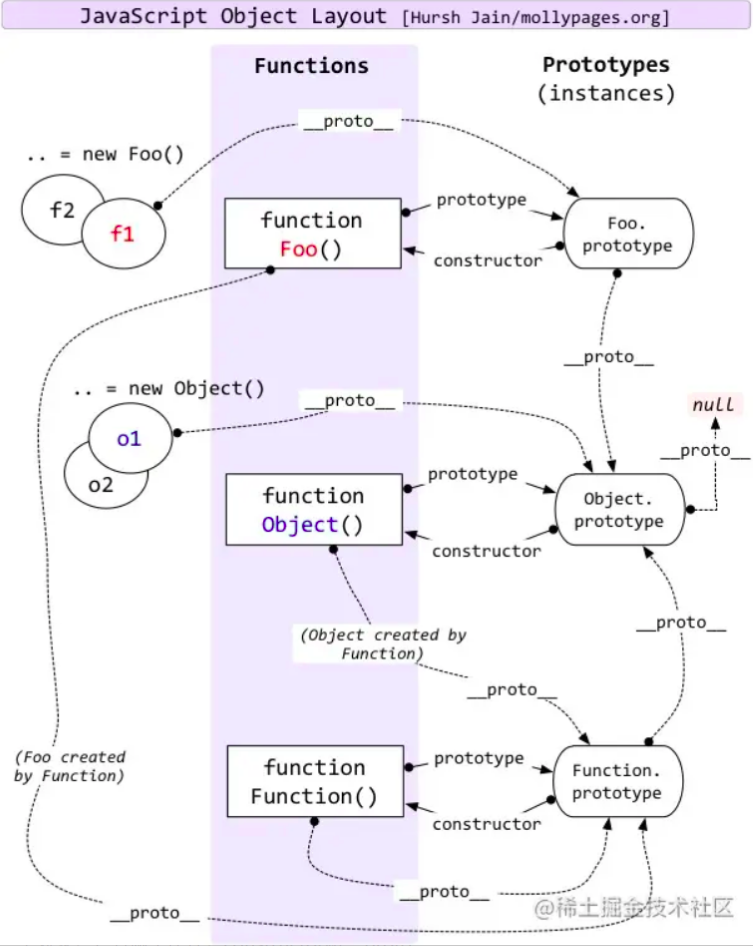 JavaScript Object Layout [Hursh Jain/mollypages.org]
Functions
Prototypes
(instances)
__proto__
.. = new Foo()
f2
f1
function
Foo()
prototype
constructor
Foo.
prototype
__proto__
.. = new Object()
__proto__
null
__proto__
o1
o2
function
Object()
prototype
constructor
Object.
prototype
(Object created by
Function)
__proto__
__proto__
(Foo created
by Function)
function
Function()
prototype
constructor
Function.
prototype
__proto__
__proto__
@稀土掘金技术社区